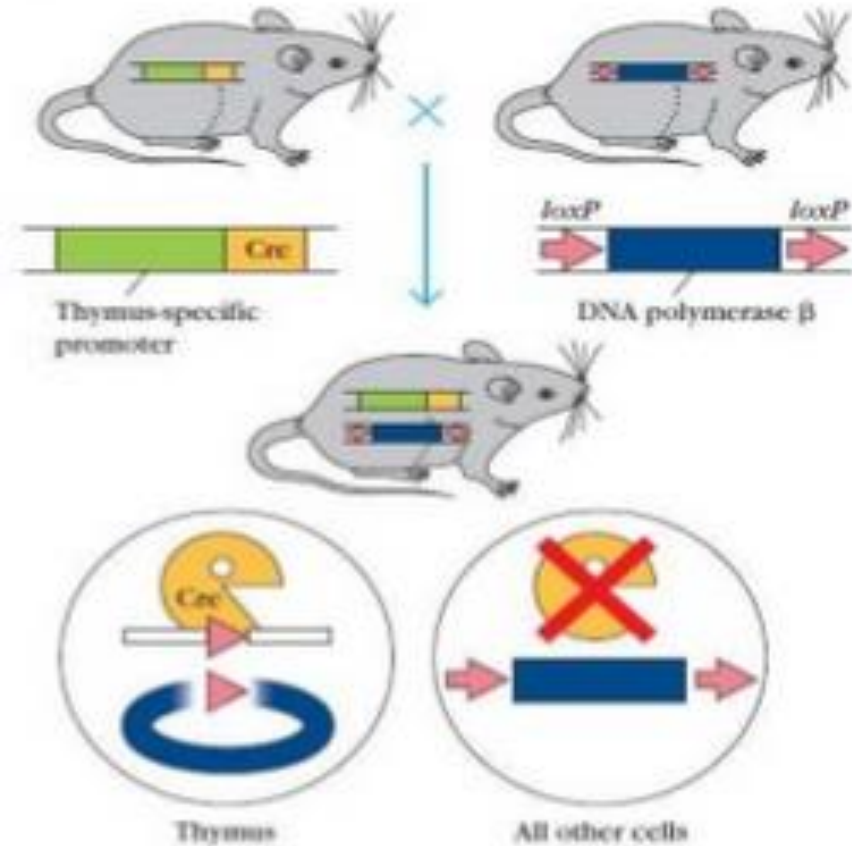 loxP loxP
Cre
Thymus-specific
promoter
DNA polymerase β
Cre
Thymus
All other cells